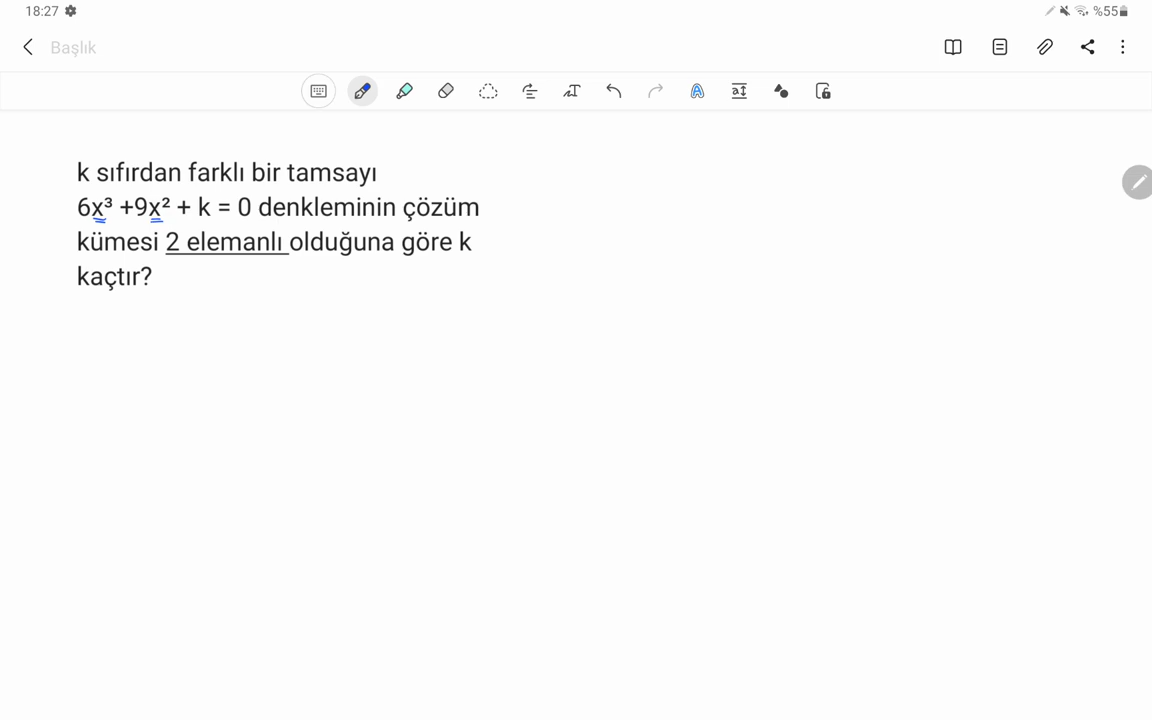 18:27 %55
Başlık
k sıfırdan farklı bir tamsayı
6x³ +9x² + k = 0 denkleminin çözüm
kümesi 2 elemanlı olduğuna göre k
kaçtır?